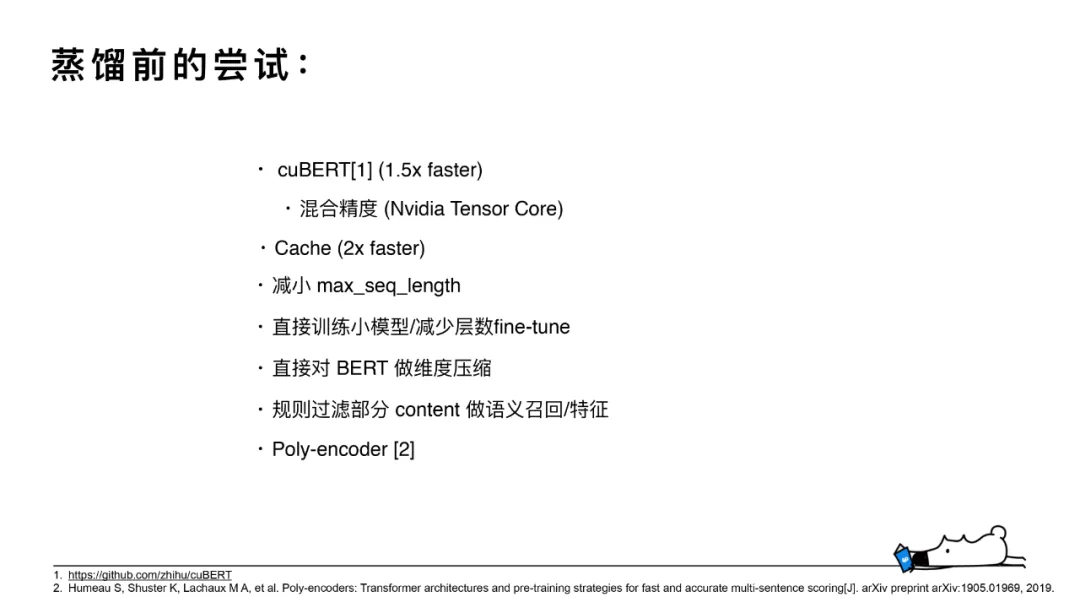 蒸馏前的尝试：
· cuBERT[1] (1.5x faster)
· 混合精度 (Nvidia Tensor Core)
· Cache (2x faster)
· 减小 max_seq_length
· 直接训练小模型/减少层数fine-tune
· 直接对 BERT 做维度压缩
· 规则过滤部分 content 做语义召回/特征
· Poly-encoder [2]
1. https://github.com/zhihu/cuBERT
2. Humeau S, Shuster K, Lachaux M A, et al. Poly-encoders: Transformer architectures and pre-training strategies for fast and accurate multi-sentence scoring[J]. arXiv preprint arXiv:1905.01969, 2019.